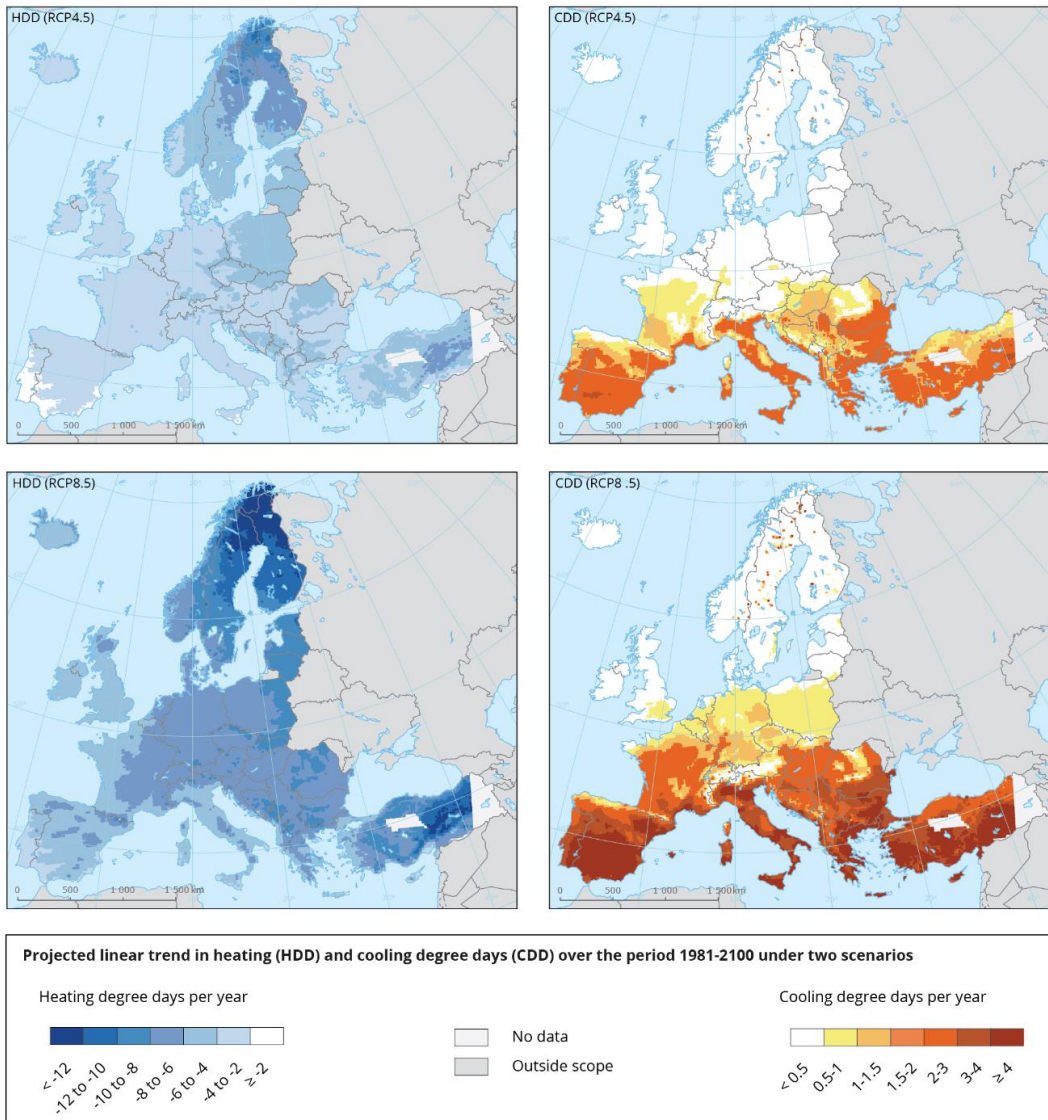 HDD (RCP4.5)
CDD (RCP4.5)
0 500 1 000 1 500 km
0 500 1 000 1 500 km
HDD (RCP8.5)
CDD (RCP8 .5)
0 500 1 000 1 500 km
0 500 1 000 1 500 km
Projected linear trend in heating (HDD) and cooling degree days (CDD) over the period 1981-2100 under two scenarios
Heating degree days per year
Cooling degree days per year
No data
Outside scope
< -12
-12 to -10
-10 to -8
-8 to -6
-6 to -4
-4 to -2
≥ -2
< 0.5
0.5-1
1-1.5
1.5-2
2-3
3-4
≥ 4